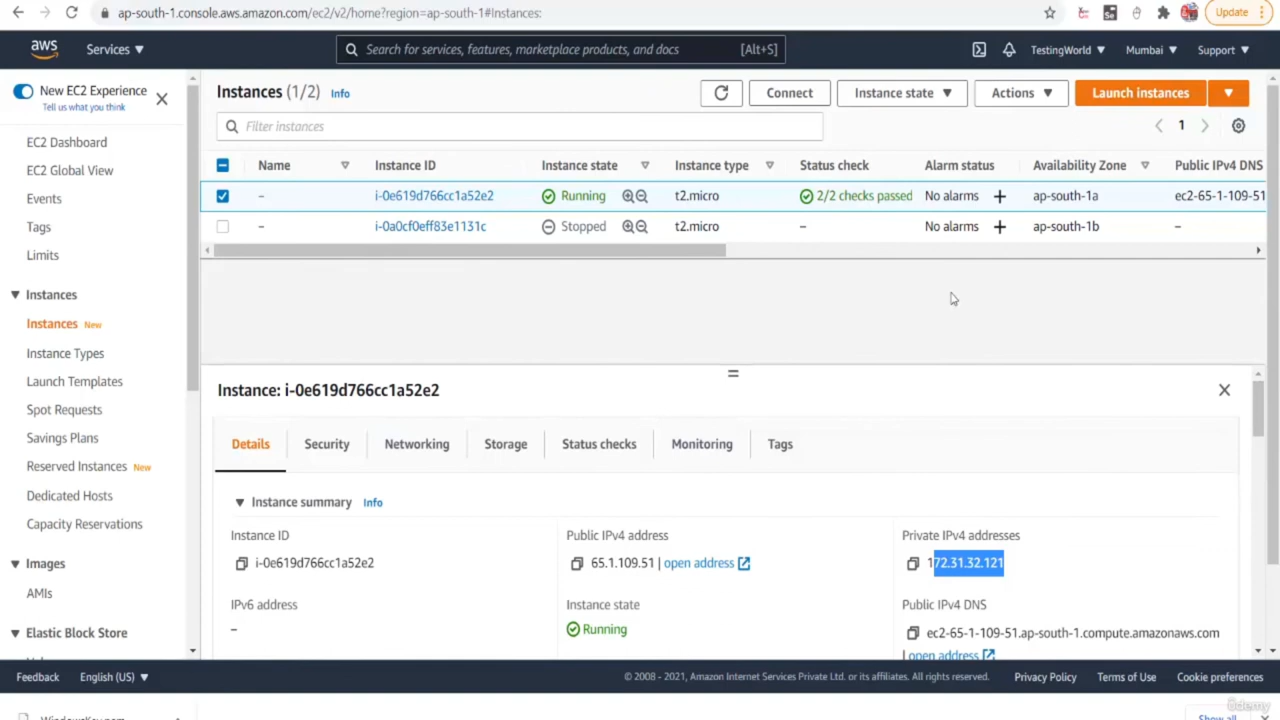 ap-south-1.console.aws.amazon.com/ec2/v2/home?region=ap-south-1#Instances:
Update
aws
Services
Search for services, features, marketplace products, and docs
[Alt+S]
TestingWorld
Mumbai
Support
New EC2 Experience
Tell us what you think
EC2 Dashboard
EC2 Global View
Events
Tags
Limits
Instances
Instances New
Instance Types
Launch Templates
Spot Requests
Savings Plans
Reserved Instances New
Dedicated Hosts
Capacity Reservations
Images
AMIs
Elastic Block Store
Instances (1/2) Info
Connect
Instance state
Actions
Launch instances
Filter instances
1
Name Instance ID Instance state Instance type Status check Alarm status Availability Zone Public IPv4 DNS
– i-0e619d766cc1a52e2 Running t2.micro 2/2 checks passed No alarms + ap-south-1a ec2-65-1-109-51
– i-0a0cf0eff83e1131c Stopped t2.micro – No alarms + ap-south-1b –
Instance: i-0e619d766cc1a52e2
Details Security Networking Storage Status checks Monitoring Tags
Instance summary Info
Instance ID
i-0e619d766cc1a52e2
Public IPv4 address
65.1.109.51 | open address
Private IPv4 addresses
172.31.32.121
IPv6 address
–
Instance state
Running
Public IPv4 DNS
ec2-65-1-109-51.ap-south-1.compute.amazonaws.com
| open address
Feedback English (US)
© 2008 - 2021, Amazon Internet Services Private Ltd. or its affiliates. All rights reserved.
Privacy Policy Terms of Use Cookie preferences
WindowsKey.pem
Show all
Udemy